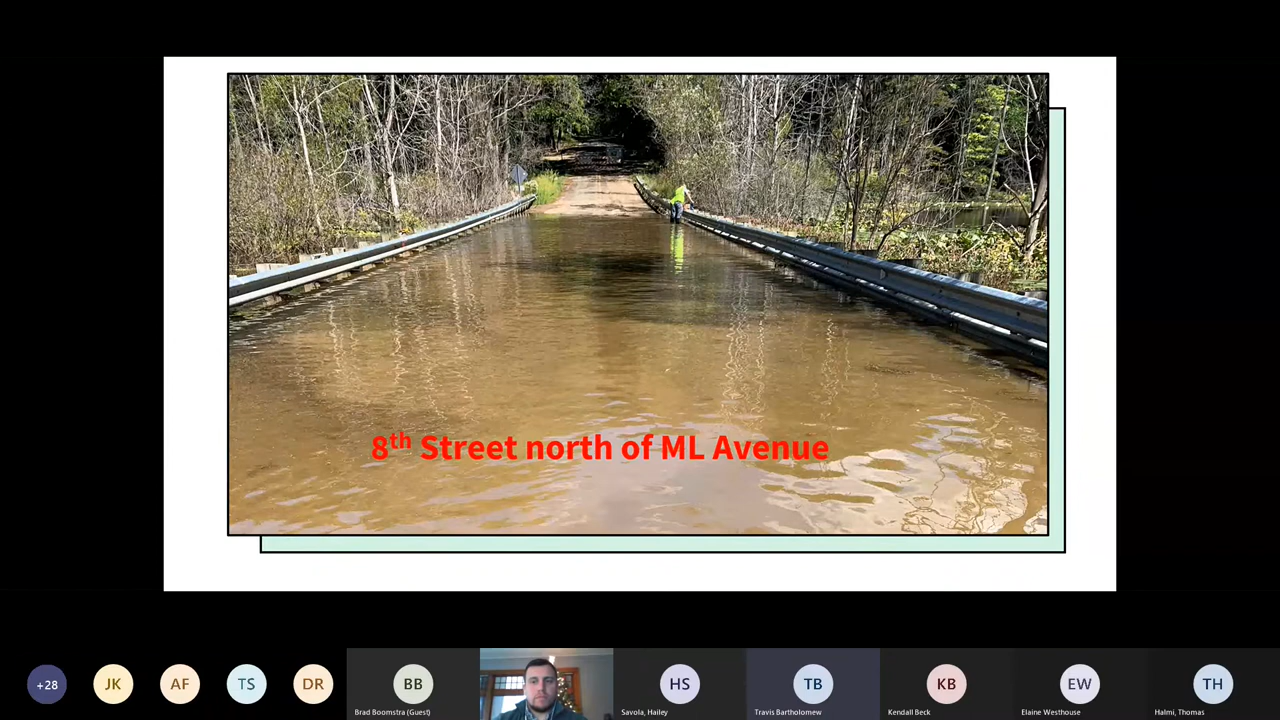 8th Street north of ML Avenue
+28
JK
AF
TS
DR
BB
HS
TB
KB
EW
TH
Brad Boomstra (Guest)
Savola, Hailey
Travis Bartholomew
Kendall Beck
Elaine Westhouse
Halmi, Thomas